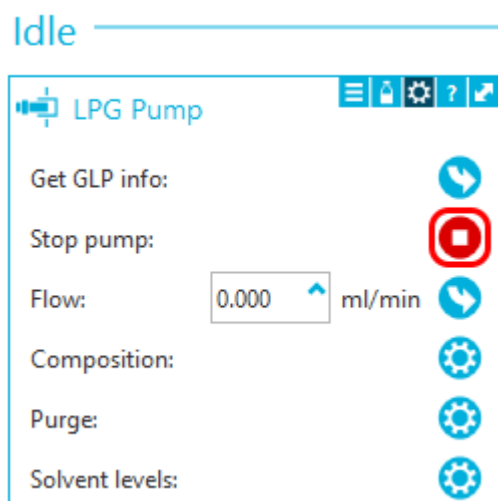 Idle
LPG Pump ?
Get GLP info:
Stop pump:
Flow: 0.000 ml/min
Composition:
Purge:
Solvent levels: